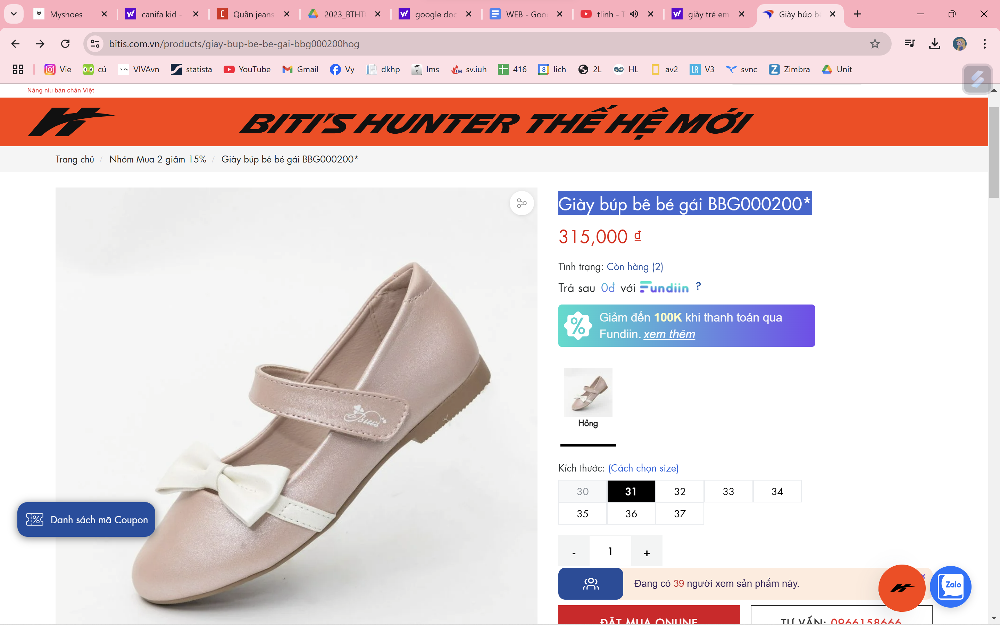 Myshoes
canifa kid -
Quần jeans
2023_BTHT
google doc
WEB - Goo
tlinh - T
giày trẻ em
Giày búp b
bitis.com.vn/products/giay-bup-be-be-gai-bbg000200hog
Vie
cú
VIVA
VIVAvn
statista
YouTube
Gmail
Vy
đkhp
lms
sv.iuh
416
8
lich
2L
HL
av2
LR
V3
svnc
Zimbra
Unit
Nâng niu bàn chân Việt
BITI'S HUNTER THẾ HỆ MỚI
Trang chủ / Nhóm Mua 2 giảm 15% / Giày búp bê bé gái BBG000200*
Giày búp bê bé gái BBG000200*
315,000 đ
Tình trạng: Còn hàng (2)
Trả sau 0đ với Fundiin ?
Giảm đến 100K khi thanh toán qua
Fundiin. xem thêm
Biti's
Hồng
Kích thước: (Cách chọn size)
30 31 32 33 34
35 36 37
- 1 +
Danh sách mã Coupon
Đang có 39 người xem sản phẩm này.
Zalo
ĐẶT MUA ONLINE
TƯ VẤN: 0966158666